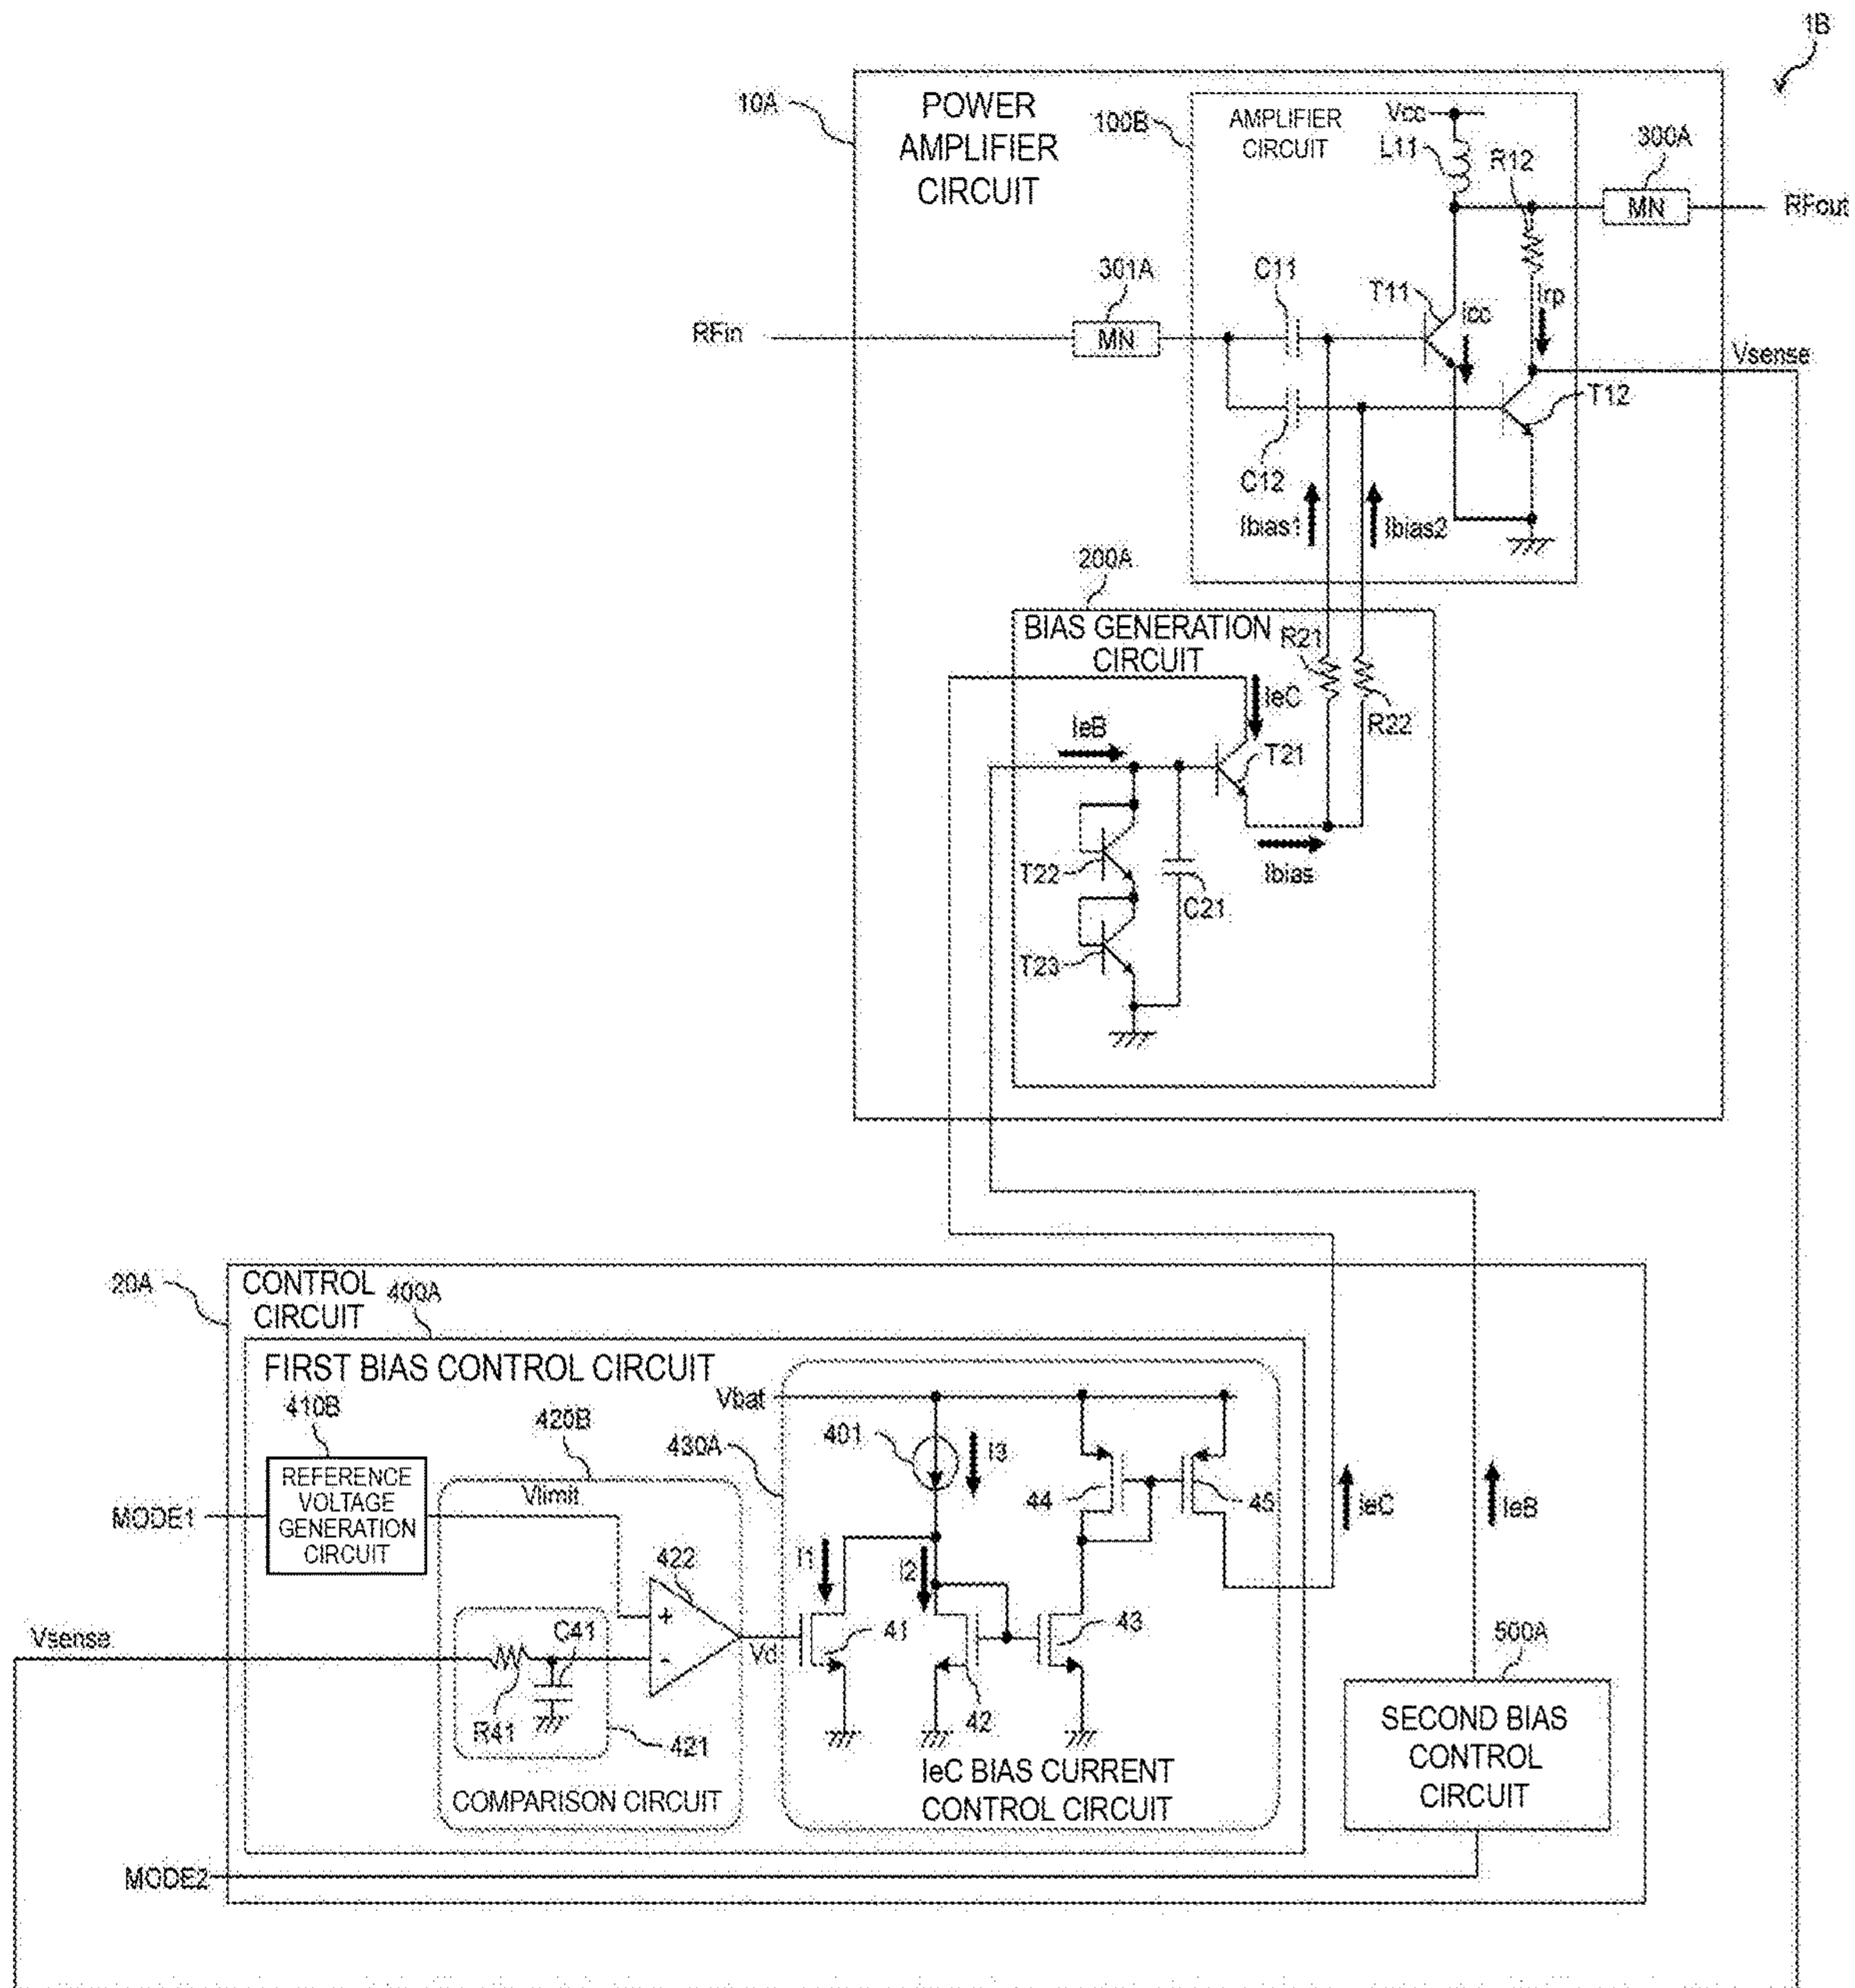 1B
10A
POWER
AMPLIFIER
CIRCUIT
100B
AMPLIFIER
CIRCUIT
Vcc
L11
R12
300A
MN
RFout
301A
MN
RFin
C11
T11
Icc
Irp
Vsense
T12
C12
Ibias1
Ibias2
200A
BIAS GENERATION
CIRCUIT
R21
IeC
R22
IeB
T21
T22
Ibias
C21
T23
20A
CONTROL
CIRCUIT
400A
FIRST BIAS CONTROL CIRCUIT
410B
Vbat
420B
430A
401
I3
REFERENCE
VOLTAGE
GENERATION
CIRCUIT
MODE1
Vlimit
44
45
IeC
IeB
422
I1
I2
+
-
Vsense
C41
Vd
41
43
R41
421
42
500A
SECOND BIAS
CONTROL
CIRCUIT
COMPARISON CIRCUIT
IeC BIAS CURRENT
CONTROL CIRCUIT
MODE2